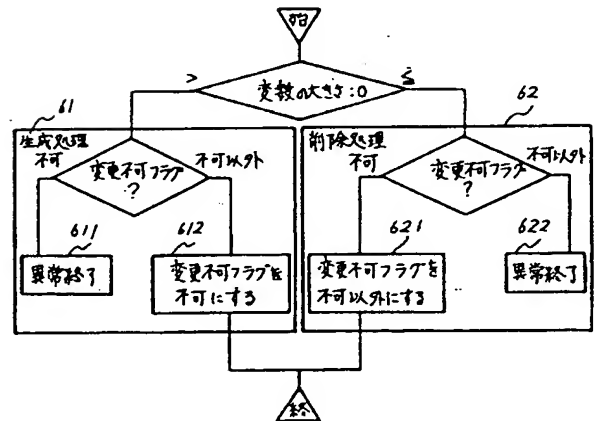 始
>
変数の大きさ:0
≦
61
生成処理
不可
変更不可フラグ
?
不可以外
611
異常終了
612
変更不可フラグを
不可にする
62
削除処理
不可
変更不可フラグ
?
不可以外
621
変更不可フラグを
不可以外にする
622
異常終了
終